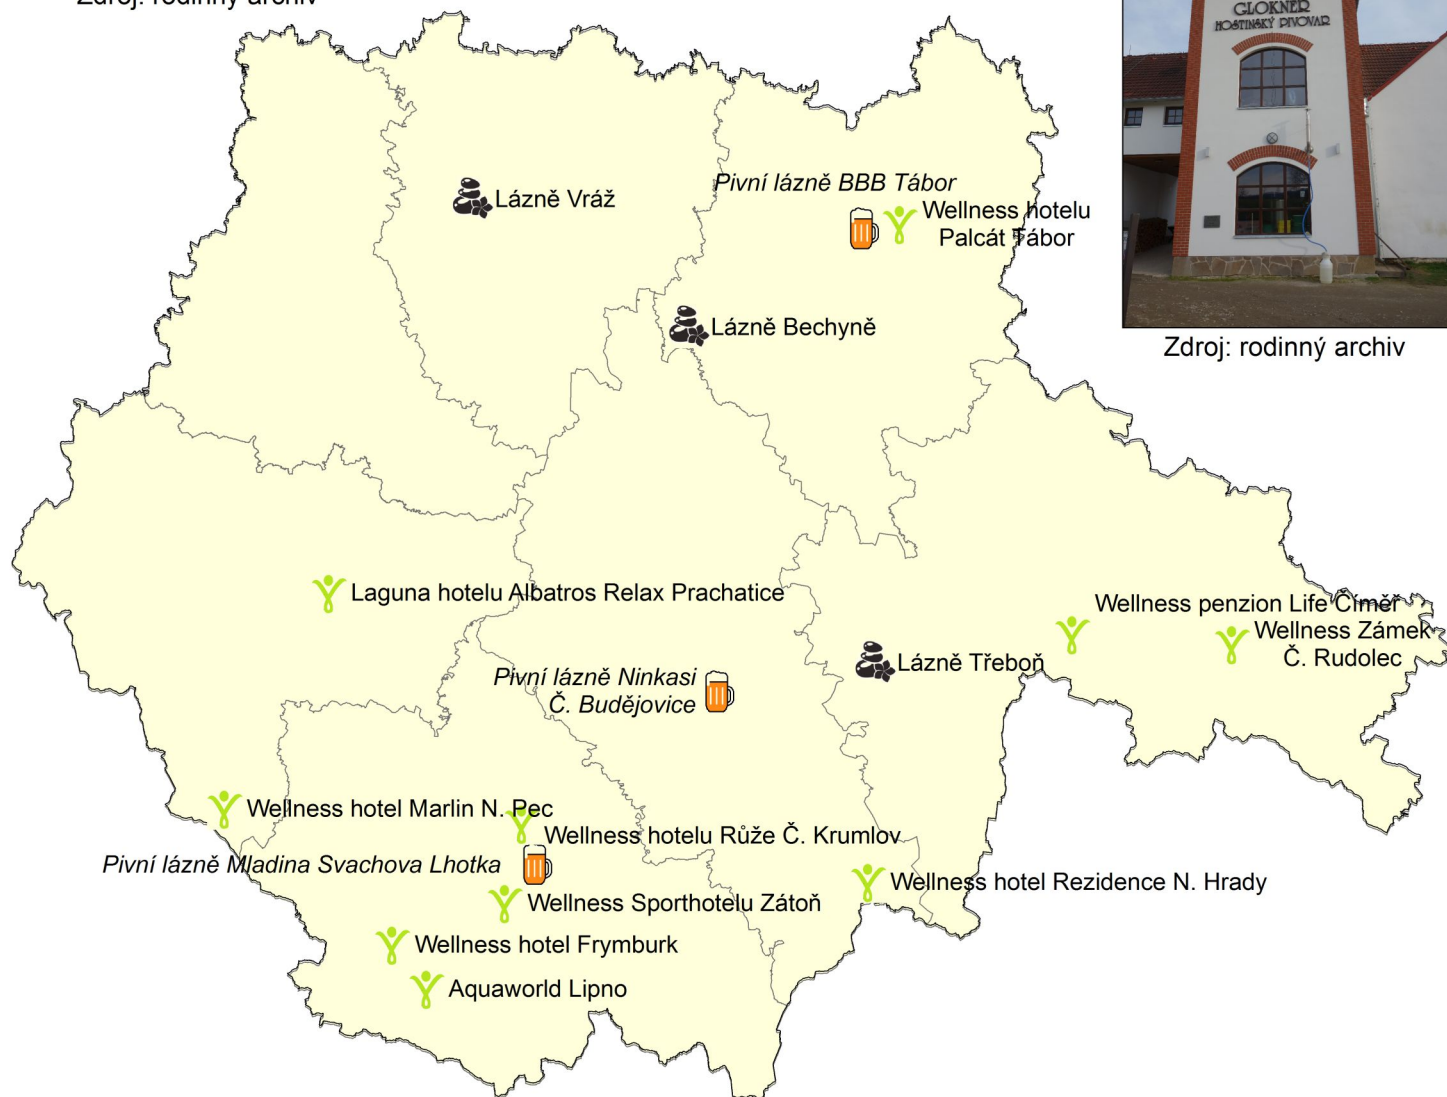 Zdroj: rodinný archiv
GLOKNER
HOSTINSKÝ PIVOVAR
Zdroj: rodinný archiv
Lázně Vráž
Pivní lázně BBB Tábor
Wellness hotelu
Palcát Tábor
Lázně Bechyně
Laguna hotelu Albatros Relax Prachatice
Wellness penzion Life Číměř
Wellness Zámek
Č. Rudolec
Lázně Třeboň
Pivní lázně Ninkasi
Č. Budějovice
Wellness hotel Marlin N. Pec
Wellness hotelu Růže Č. Krumlov
Pivní lázně Mladina Svachova Lhotka
Wellness hotel Rezidence N. Hrady
Wellness Sporthotelu Zátoň
Wellness hotel Frymburk
Aquaworld Lipno